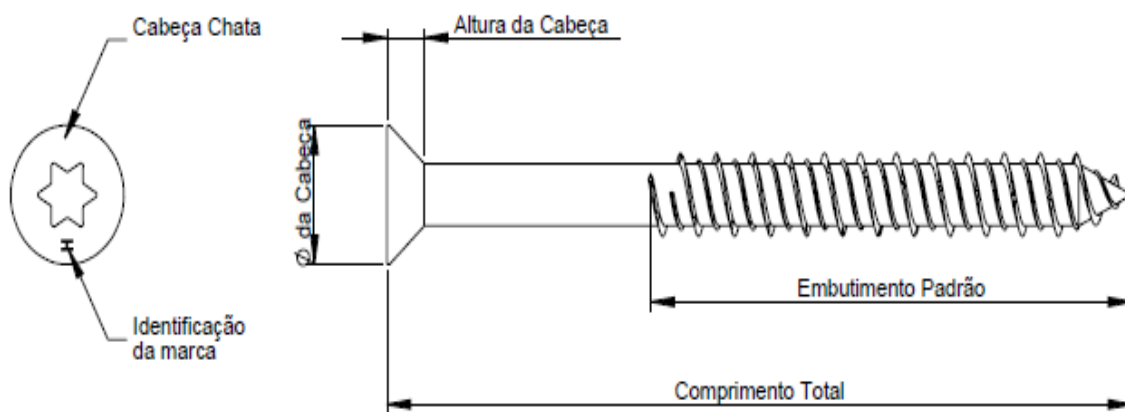 Cabeça Chata
Altura da Cabeça
Ø da Cabeça
H
Identificação
da marca
Embutimento Padrão
Comprimento Total